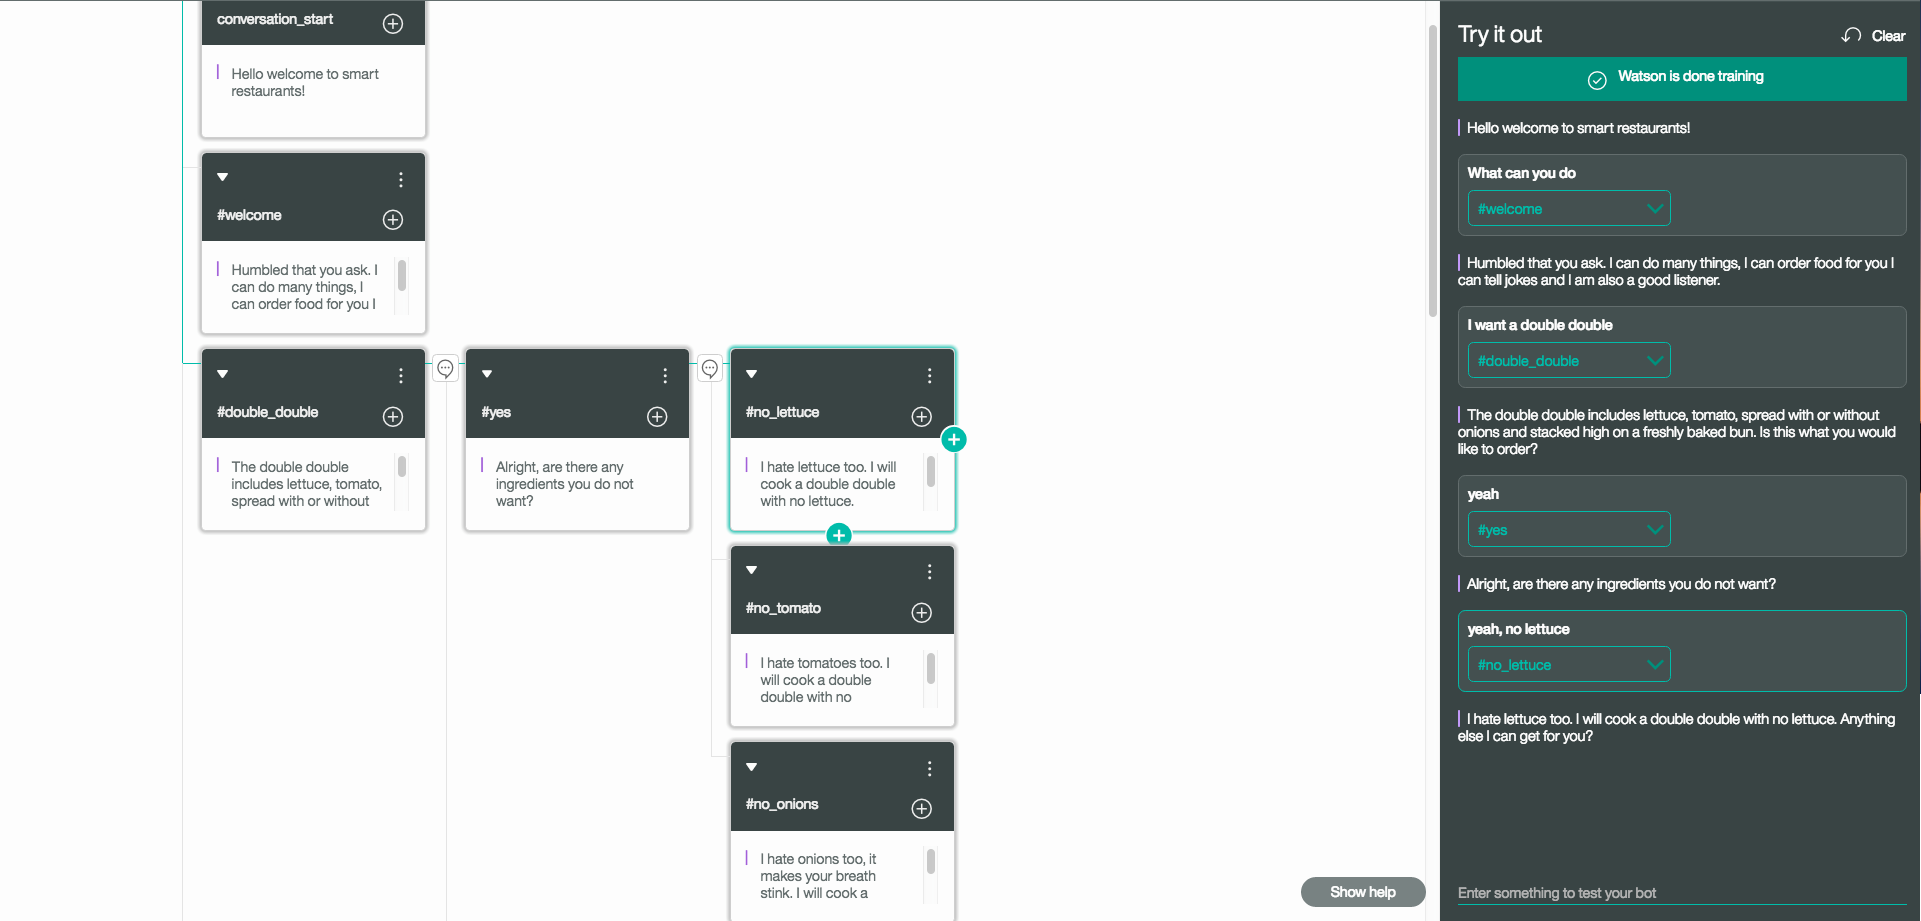 conversation_start
Hello welcome to smart
restaurants!
#welcome
Humbled that you ask. I
can do many things, I
can order food for you I
#double_double
The double double
includes lettuce, tomato,
spread with or without
#yes
Alright, are there any
ingredients you do not
want?
#no_lettuce
I hate lettuce too. I will
cook a double double
with no lettuce.
#no_tomato
I hate tomatoes too. I
will cook a double
double with no
#no_onions
I hate onions too, it
makes your breath
stink. I will cook a
Show help
Try it out
Clear
Watson is done training
Hello welcome to smart restaurants!
What can you do
#welcome
Humbled that you ask. I can do many things, I can order food for you I
can tell jokes and I am also a good listener.
I want a double double
#double_double
The double double includes lettuce, tomato, spread with or without
onions and stacked high on a freshly baked bun. Is this what you would
like to order?
yeah
#yes
Alright, are there any ingredients you do not want?
yeah, no lettuce
#no_lettuce
I hate lettuce too. I will cook a double double with no lettuce. Anything
else I can get for you?
Enter something to test your bot